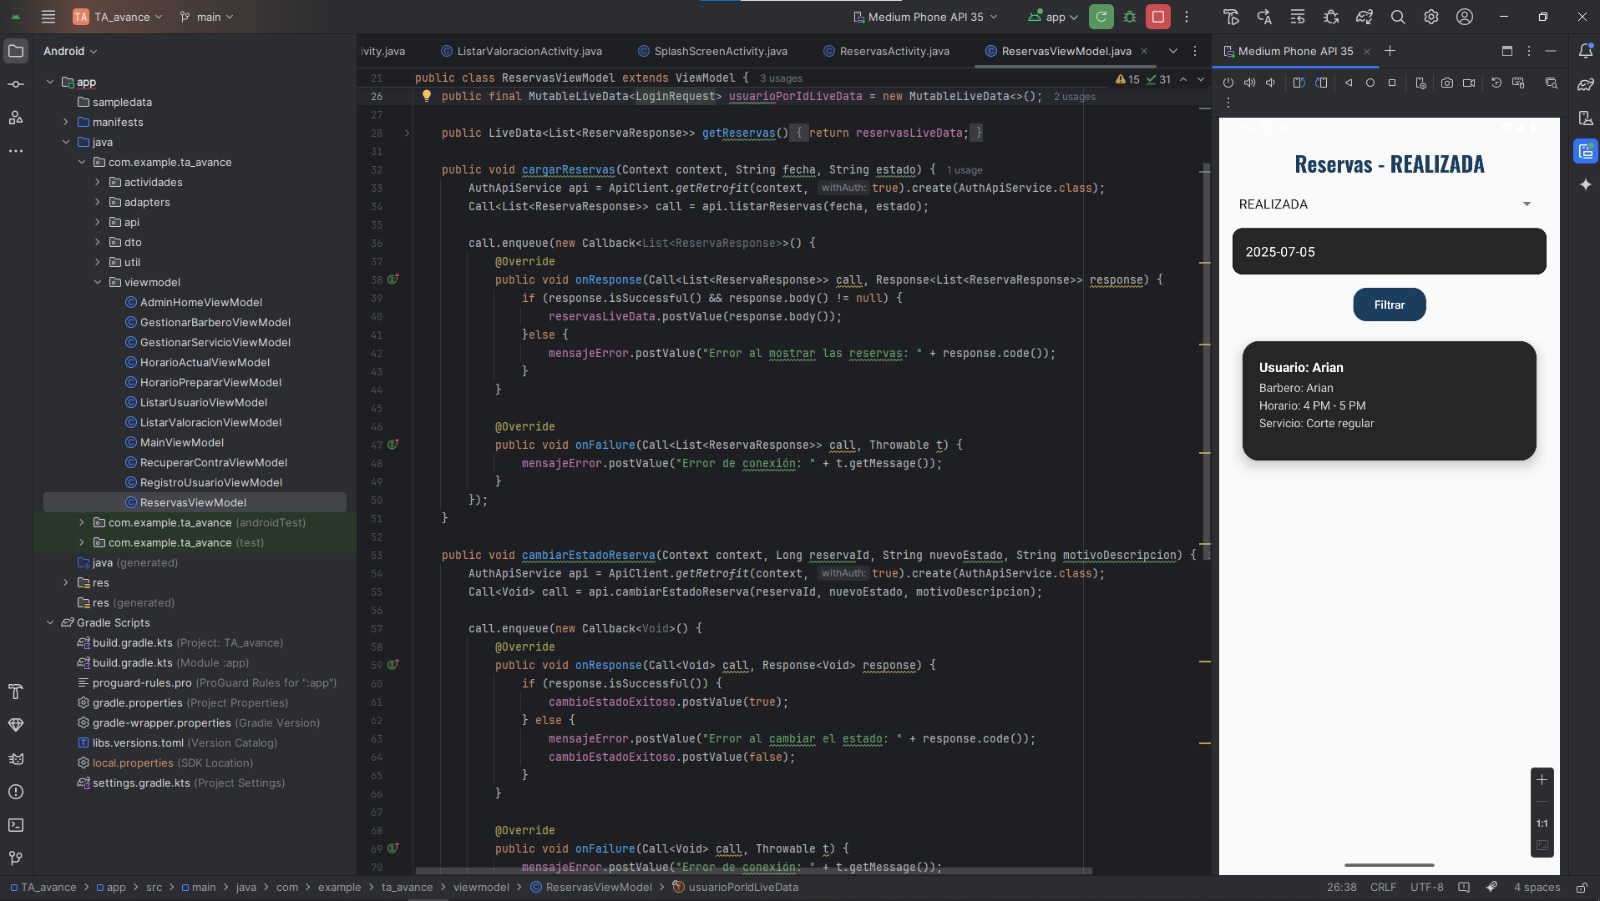 TA TA_avance main Medium Phone API 35 app
Android
app
sampledata
manifests
java
com.example.ta_avance
actividades
adapters
api
dto
util
viewmodel
AdminHomeViewModel
GestionarBarberoViewModel
GestionarServicioViewModel
HorarioActualViewModel
HorarioPrepararViewModel
ListarUsuarioViewModel
ListarValoracionViewModel
MainViewModel
RecuperarContraViewModel
RegistroUsuarioViewModel
ReservasViewModel
com.example.ta_avance (androidTest)
com.example.ta_avance (test)
java (generated)
res
res (generated)
Gradle Scripts
build.gradle.kts (Project: TA_avance)
build.gradle.kts (Module :app)
proguard-rules.pro (ProGuard Rules for ":app")
gradle.properties (Project Properties)
gradle-wrapper.properties (Gradle Version)
libs.versions.toml (Version Catalog)
local.properties (SDK Location)
settings.gradle.kts (Project Settings)
ivity.java ListarValoracionActivity.java SplashScreenActivity.java ReservasActivity.java ReservasViewModel.java
21 public class ReservasViewModel extends ViewModel { 3 usages
15 31
26 public final MutableLiveData<LoginRequest> usuarioPorIdLiveData = new MutableLiveData<>(); 2 usages
27
28 public LiveData<List<ReservaResponse>> getReservas() { return reservasLiveData; }
31
32 public void cargarReservas(Context context, String fecha, String estado) { 1 usage
33 AuthApiService api = ApiClient.getRetrofit(context, withAuth: true).create(AuthApiService.class);
34 Call<List<ReservaResponse>> call = api.listarReservas(fecha, estado);
35
36 call.enqueue(new Callback<List<ReservaResponse>>() {
37 @Override
38 public void onResponse(Call<List<ReservaResponse>> call, Response<List<ReservaResponse>> response) {
39 if (response.isSuccessful() && response.body() != null) {
40 reservasLiveData.postValue(response.body());
41 }else {
42 mensajeError.postValue("Error al mostrar las reservas: " + response.code());
43 }
44 }
45
46 @Override
47 public void onFailure(Call<List<ReservaResponse>> call, Throwable t) {
48 mensajeError.postValue("Error de conexión: " + t.getMessage());
49 }
50 });
51 }
52
53 public void cambiarEstadoReserva(Context context, Long reservaId, String nuevoEstado, String motivoDescripcion) {
54 AuthApiService api = ApiClient.getRetrofit(context, withAuth: true).create(AuthApiService.class);
55 Call<Void> call = api.cambiarEstadoReserva(reservaId, nuevoEstado, motivoDescripcion);
56
57 call.enqueue(new Callback<Void>() {
58 @Override
59 public void onResponse(Call<Void> call, Response<Void> response) {
60 if (response.isSuccessful()) {
61 cambioEstadoExitoso.postValue(true);
62 } else {
63 mensajeError.postValue("Error al cambiar el estado: " + response.code());
64 cambioEstadoExitoso.postValue(false);
65 }
66 }
67
68 @Override
69 public void onFailure(Call<Void> call, Throwable t) {
70 mensajeError.postValue("Error de conexión: " + t.getMessage());
Medium Phone API 35
Reservas - REALIZADA
REALIZADA
2025-07-05
Filtrar
Usuario: Arian
Barbero: Arian
Horario: 4 PM - 5 PM
Servicio: Corte regular
1:1
TA_avance app src main java com example ta_avance viewmodel ReservasViewModel usuarioPorIdLiveData
26:38 CRLF UTF-8 4 spaces